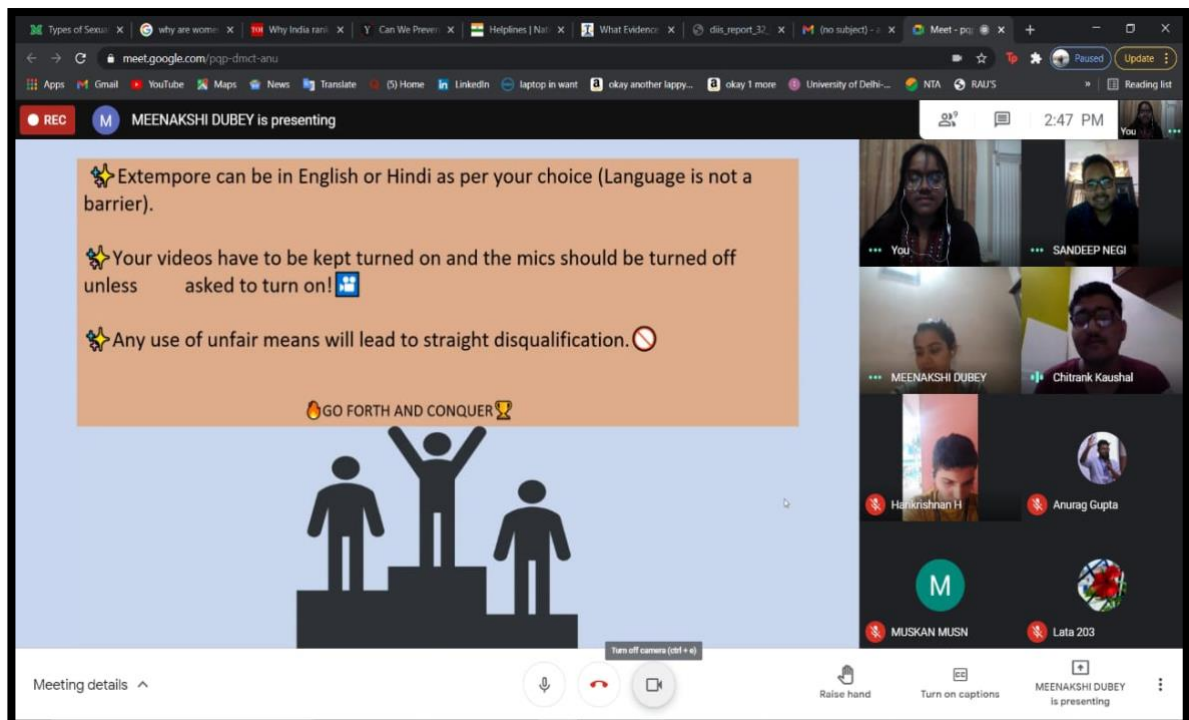 Types of Sexua
why are wome
Why India rank
Can We Preven
Helplines | Nat
What Evidence
diis_report_32_
(no subject) - a
Meet - pq
meet.google.com/pqp-dmct-anu
Paused
Update
Apps
Gmail
YouTube
Maps
News
Translate
(5) Home
LinkedIn
laptop in want
okay another lappy...
okay 1 more
University of Delhi-...
NTA
RAU'S
»
Reading list
REC
M
MEENAKSHI DUBEY is presenting
2:47 PM
You
Extempore can be in English or Hindi as per your choice (Language is not a
barrier).
Your videos have to be kept turned on and the mics should be turned off
unless asked to turn on!
Any use of unfair means will lead to straight disqualification.
GO FORTH AND CONQUER
You
SANDEEP NEGI
MEENAKSHI DUBEY
Chitrank Kaushal
Harikrishnan H
Anurag Gupta
M
MUSKAN MUSN
Lata 203
Turn off camera (ctrl + e)
Meeting details
Raise hand
Turn on captions
MEENAKSHI DUBEY
is presenting